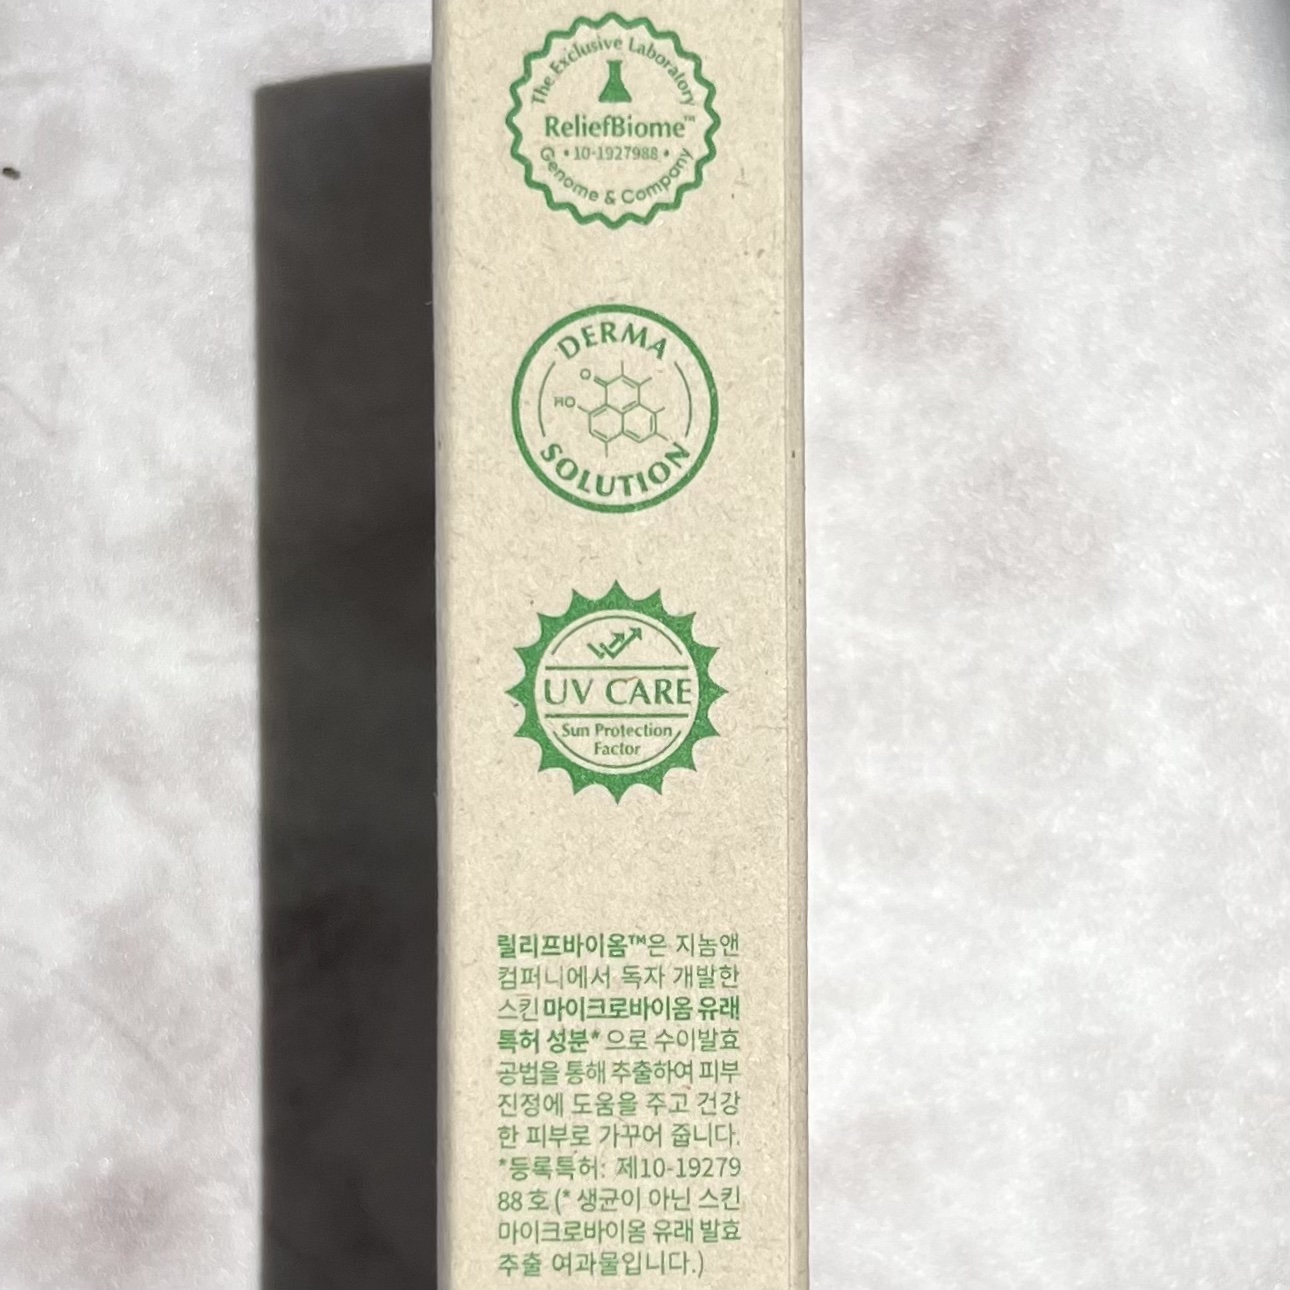 The Exclusive Laboratory
ReliefBiome™
• 10-1927988 •
Genome & Company
DERMA
O
HO
SOLUTION
UV CARE
Sun Protection
Factor
릴리프바이옴™은 지놈앤
컴퍼니에서 독자 개발한
스킨 마이크로바이옴 유래
특허 성분* 으로 수이발효
공법을 통해 추출하여 피부
진정에 도움을 주고 건강
한 피부로 가꾸어 줍니다.
*등록특허: 제10-19279
88 호 (* 생균이 아닌 스킨
마이크로바이옴 유래 발효
추출 여과물입니다.)